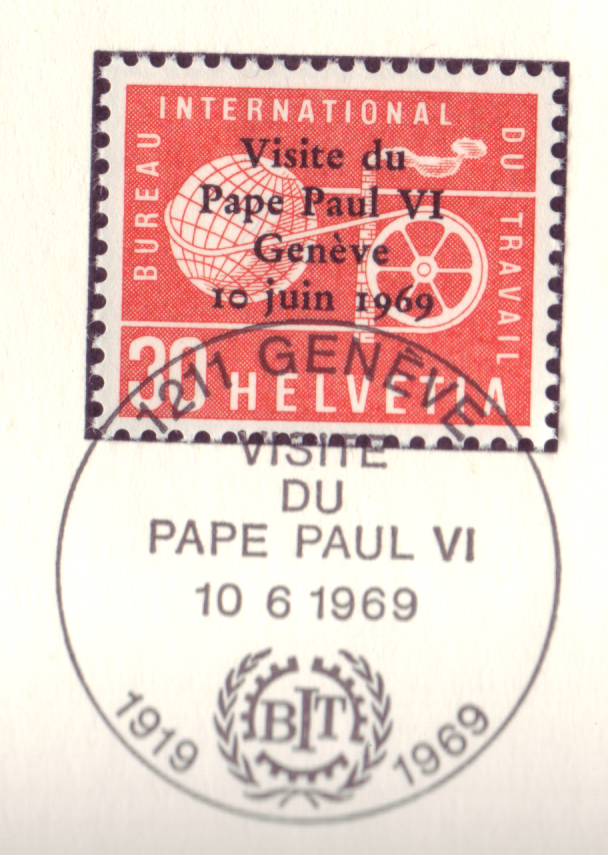 BUREAU INTERNATIONAL DU TRAVAIL
Visite du
Pape Paul VI
Genève
10 juin 1969
30 HELVETIA
1211 GENÈVE
VISITE
DU
PAPE PAUL VI
10 6 1969
BIT
1919 1969